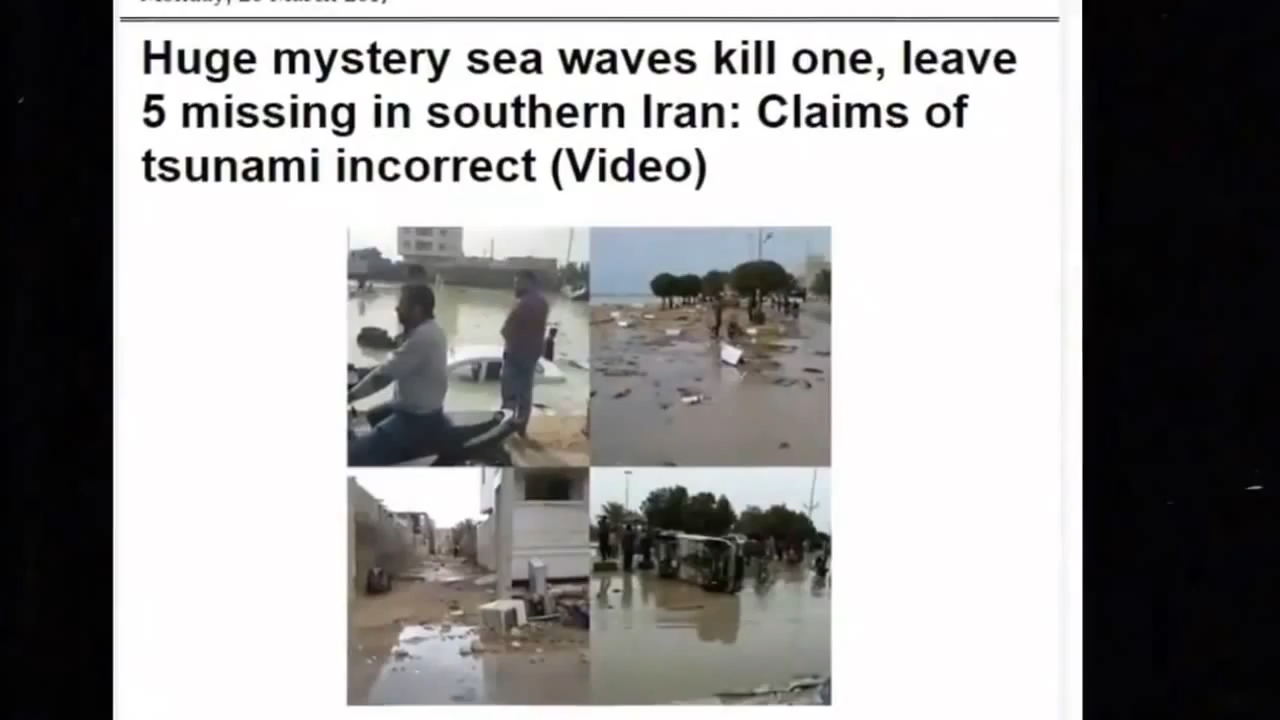 Huge mystery sea waves kill one, leave
5 missing in southern Iran: Claims of
tsunami incorrect (Video)